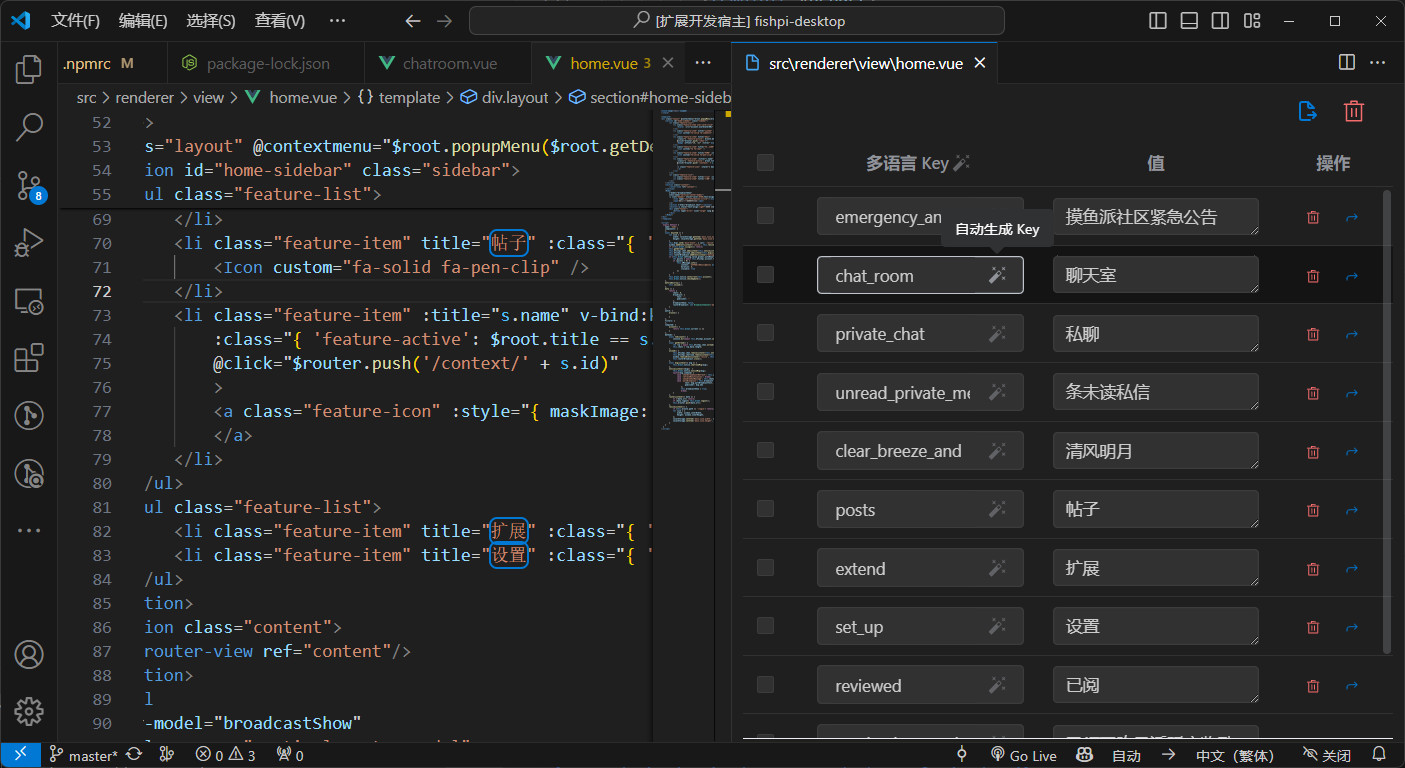 文件(F) 编辑(E) 选择(S) 查看(V) ··· [扩展开发宿主] fishpi-desktop
.npmrc M package-lock.json chatroom.vue home.vue 3 ···
src > renderer > view > home.vue > {} template > div.layout > section#home-sideb
52 >
53 s="layout" @contextmenu="$root.popupMenu($root.getDe
54 ion id="home-sidebar" class="sidebar">
55 ul class="feature-list">
69 </li>
70 <li class="feature-item" title="帖子" :class="{ '
71 <Icon custom="fa-solid fa-pen-clip" />
72 </li>
73 <li class="feature-item" :title="s.name" v-bind:k
74 :class="{ 'feature-active': $root.title == s.
75 @click="$router.push('/context/' + s.id)"
76 >
77 <a class="feature-icon" :style="{ maskImage:
78 </a>
79 </li>
80 /ul>
81 ul class="feature-list">
82 <li class="feature-item" title="扩展" :class="{ '
83 <li class="feature-item" title="设置" :class="{ '
84 /ul>
85 tion>
86 ion class="content">
87 router-view ref="content"/>
88 tion>
89 l
90 -model="broadcastShow"
src\renderer\view\home.vue
多语言 Key 值 操作
emergency_an 摸鱼派社区紧急公告
自动生成 Key
chat_room 聊天室
private_chat 私聊
unread_private_me 条未读私信
clear_breeze_and 清风明月
posts 帖子
extend 扩展
set_up 设置
reviewed 已阅
8
master* 0 3 0 Go Live 自动 中文（繁体） 关闭